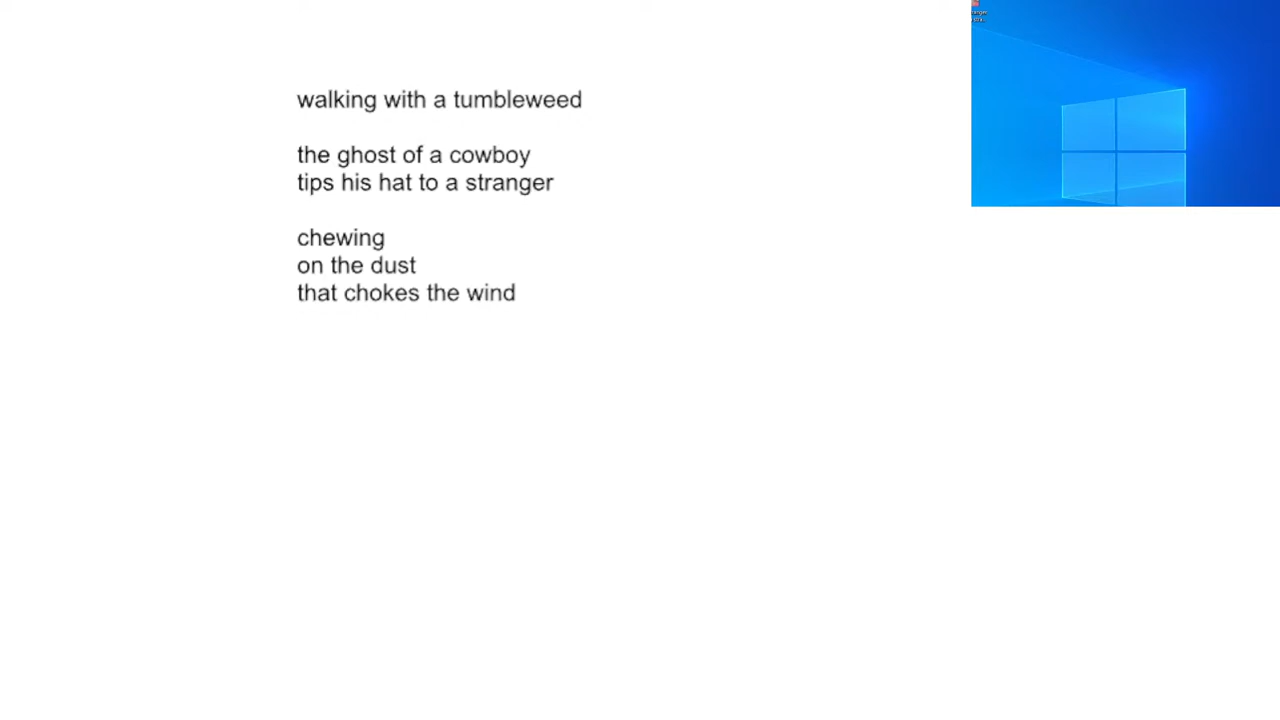 walking with a tumbleweed
the ghost of a cowboy
tips his hat to a stranger
chewing
on the dust
that chokes the wind